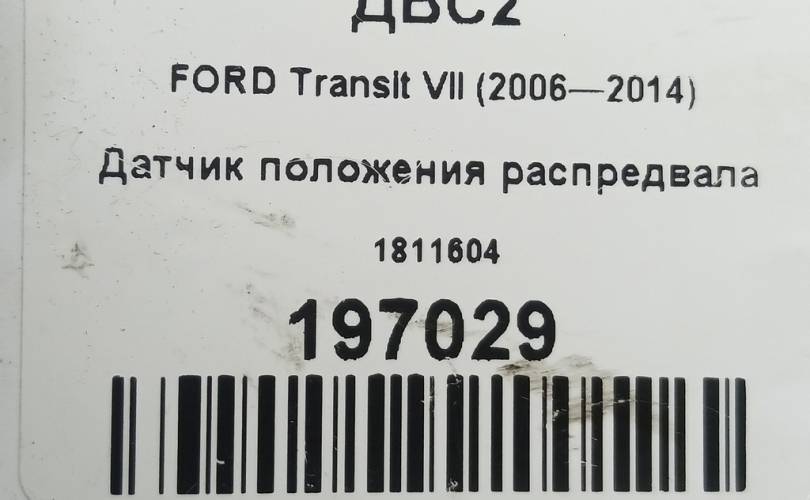 ДВС2
FORD Transit VII (2006—2014)
Датчик положения распредвала
1811604
197029